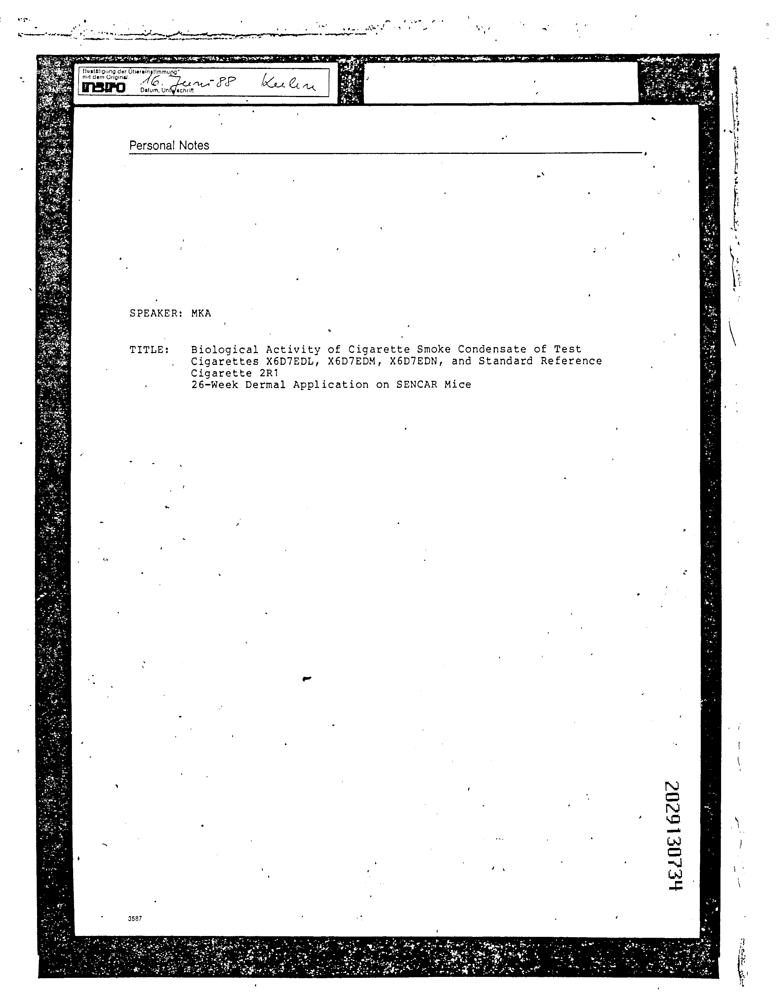 Bestätigung der Übereinstimmung
mit dem Original
INBIFO 16. Juni 88
Datum, Unterschrift
Personal Notes
SPEAKER: MKA
TITLE: Biological Activity of Cigarette Smoke Condensate of Test
Cigarettes X6D7EDL, X6D7EDM, X6D7EDN, and Standard Reference
Cigarette 2R1
26-Week Dermal Application on SENCAR Mice
2029130734
3587